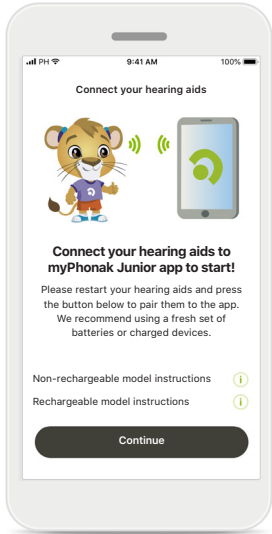 PH 9:41 AM 100%
Connect your hearing aids
Connect your hearing aids to
myPhonak Junior app to start!
Please restart your hearing aids and press
the button below to pair them to the app.
We recommend using a fresh set of
batteries or charged devices.
Non-rechargeable model instructions i
Rechargeable model instructions i
Continue